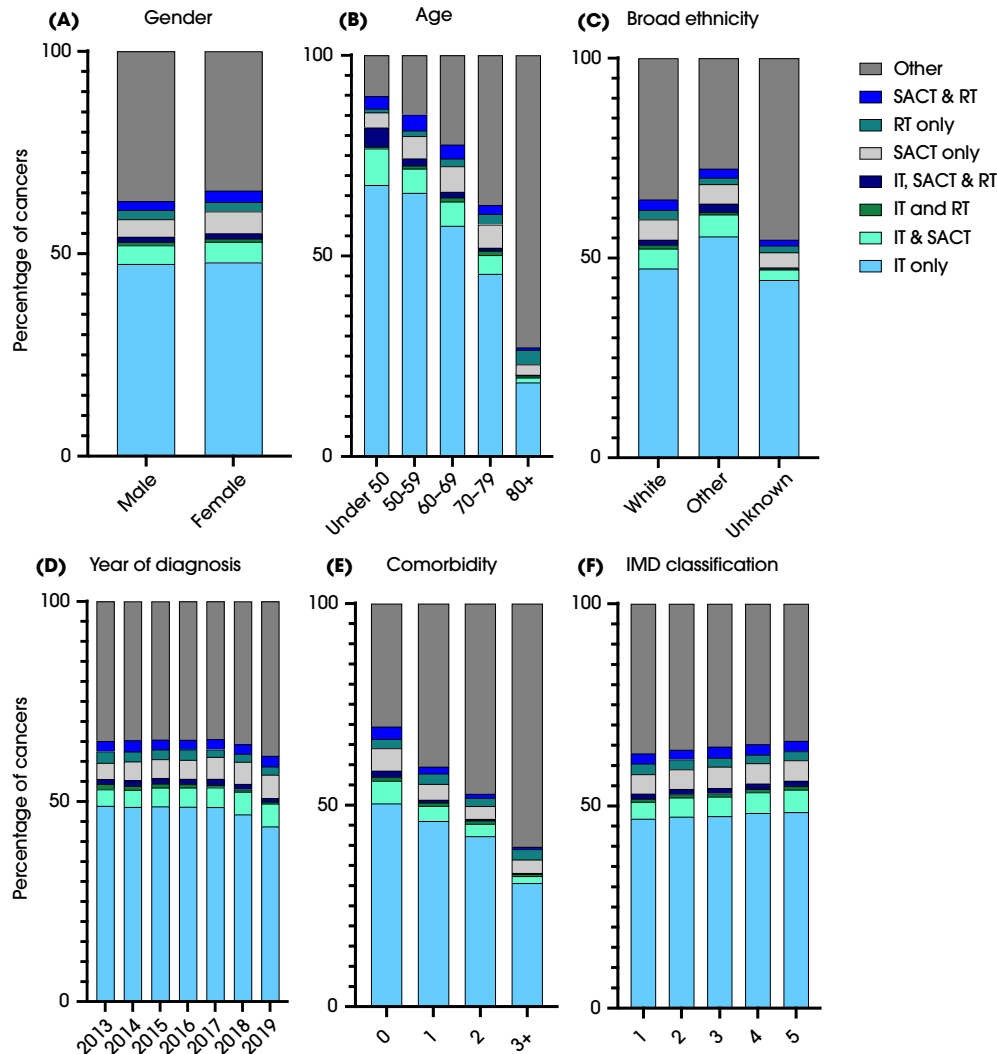 (A) Gender
Percentage of cancers
100
50
0
Male
Female
(B) Age
100
50
0
Under 50
50-59
60–69
70–79
80+
(C) Broad ethnicity
100
50
0
White
Other
Unknown
Other
SACT & RT
RT only
SACT only
IT, SACT & RT
IT and RT
IT & SACT
IT only
(D) Year of diagnosis
Percentage of cancers
100
50
0
2013
2014
2015
2016
2017
2018
2019
(E) Comorbidity
100
50
0
0
1
2
3+
(F) IMD classification
100
50
0
1
2
3
4
5